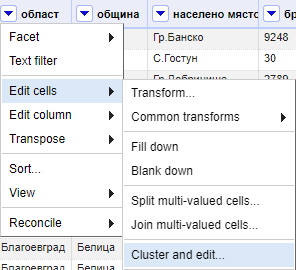 област община населено място бр
Гр.Банско 9248
С.Гостун 30
Гр.Добринище 2789
Facet
Text filter
Edit cells
Edit column
Transpose
Sort...
View
Reconcile
Transform...
Common transforms
Fill down
Blank down
Split multi-valued cells...
Join multi-valued cells...
Cluster and edit...
Благоевград Белица
Благоевград Белица